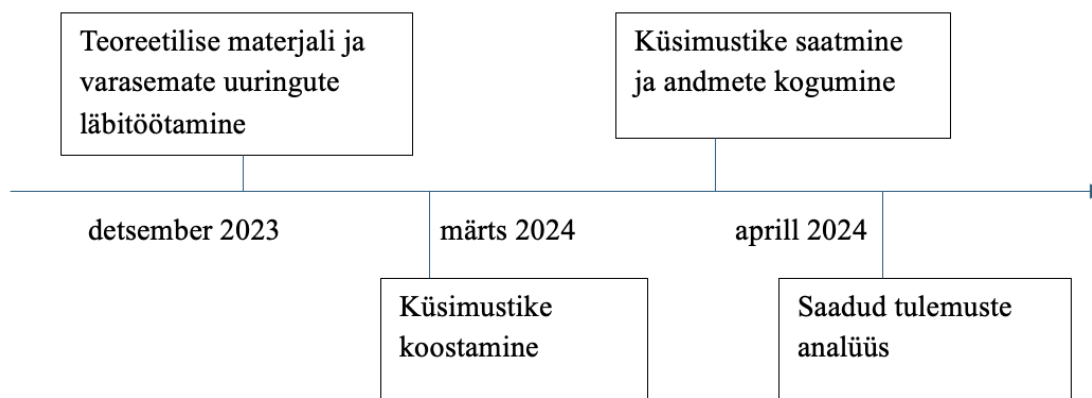 Teoreetilise materjali ja
varasemate uuringute
läbitöötamine
Küsimustike saatmine
ja andmete kogumine
detsember 2023
märts 2024
aprill 2024
Küsimustike
koostamine
Saadud tulemuste
analüüs